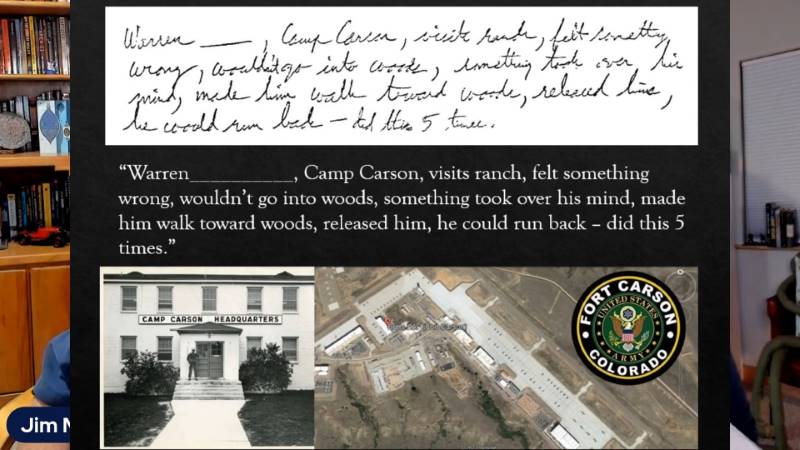 Warren ___, Camp Carson, visits ranch, felt something
wrong, wouldn't go into woods, something took over his
mind, made him walk toward woods, released him,
he could run back – did this 5 times.
“Warren__________, Camp Carson, visits ranch, felt something
wrong, wouldn’t go into woods, something took over his mind, made
him walk toward woods, released him, he could run back – did this 5
times.”
CAMP CARSON HEADQUARTERS
FORT CARSON
UNITED STATES
ARMY
COLORADO
Jim